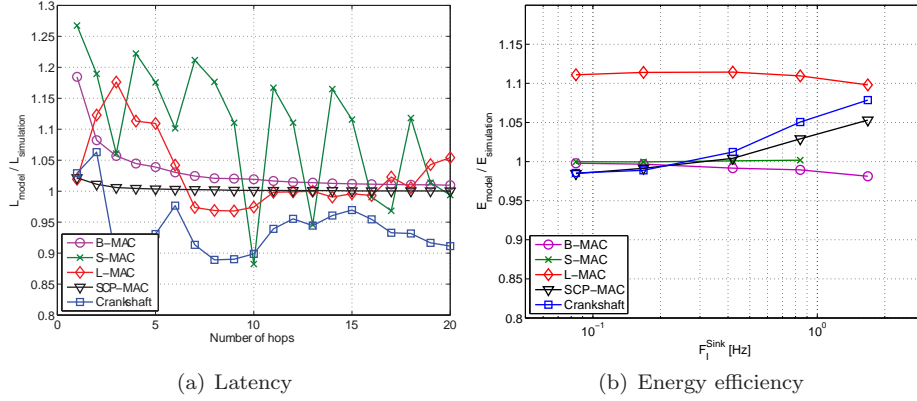 1.3
1.25
1.2
1.15
1.1
1.05
1
0.95
0.9
0.85
0.8
L_model / L_simulation
B-MAC
S-MAC
L-MAC
SCP-MAC
Crankshaft
0 5 10 15 20
Number of hops
(a) Latency
1.15
1.1
1.05
1
0.95
0.9
0.85
0.8
E_model / E_simulation
B-MAC
S-MAC
L-MAC
SCP-MAC
Crankshaft
10^-1 10^0
F_I^Sink [Hz]
(b) Energy efficiency